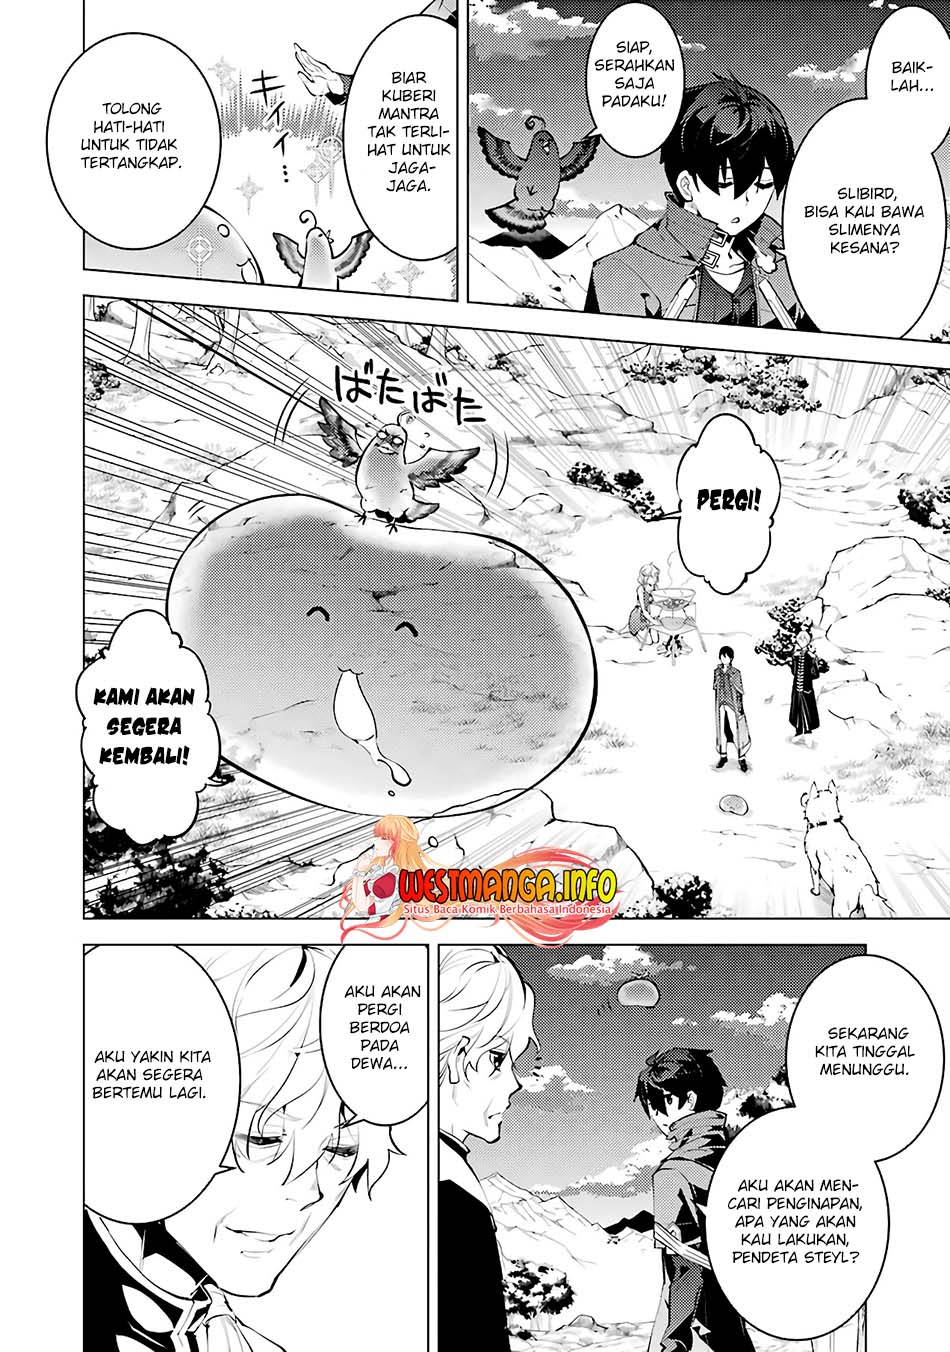 BAIK-
LAH...
SLIBIRD,
BISA KAU BAWA
SLIMENYA
KESANA?
SIAP,
SERAHKAN
SAJA
PADAKU!
BIAR
KUBERI
MANTRA
TAK TERLI-
HAT UNTUK
JAGA-
JAGA.
TOLONG
HATI-HATI
UNTUK TIDAK
TERTANGKAP.
ばたばた
PERGI!
KAMI AKAN
SEGERA
KEMBALI!
WESTMANGA.INFO
Situs Baca Komik Berbahasa Indonesia
SEKARANG
KITA TINGGAL
MENUNGGU.
AKU AKAN MEN-
CARI PENGINAPAN,
APA YANG AKAN
KAU LAKUKAN,
PENDETA STEYL?
AKU AKAN
PERGI
BERDOA
PADA
DEWA...
AKU YAKIN KITA
AKAN SEGERA
BERTEMU LAGI.